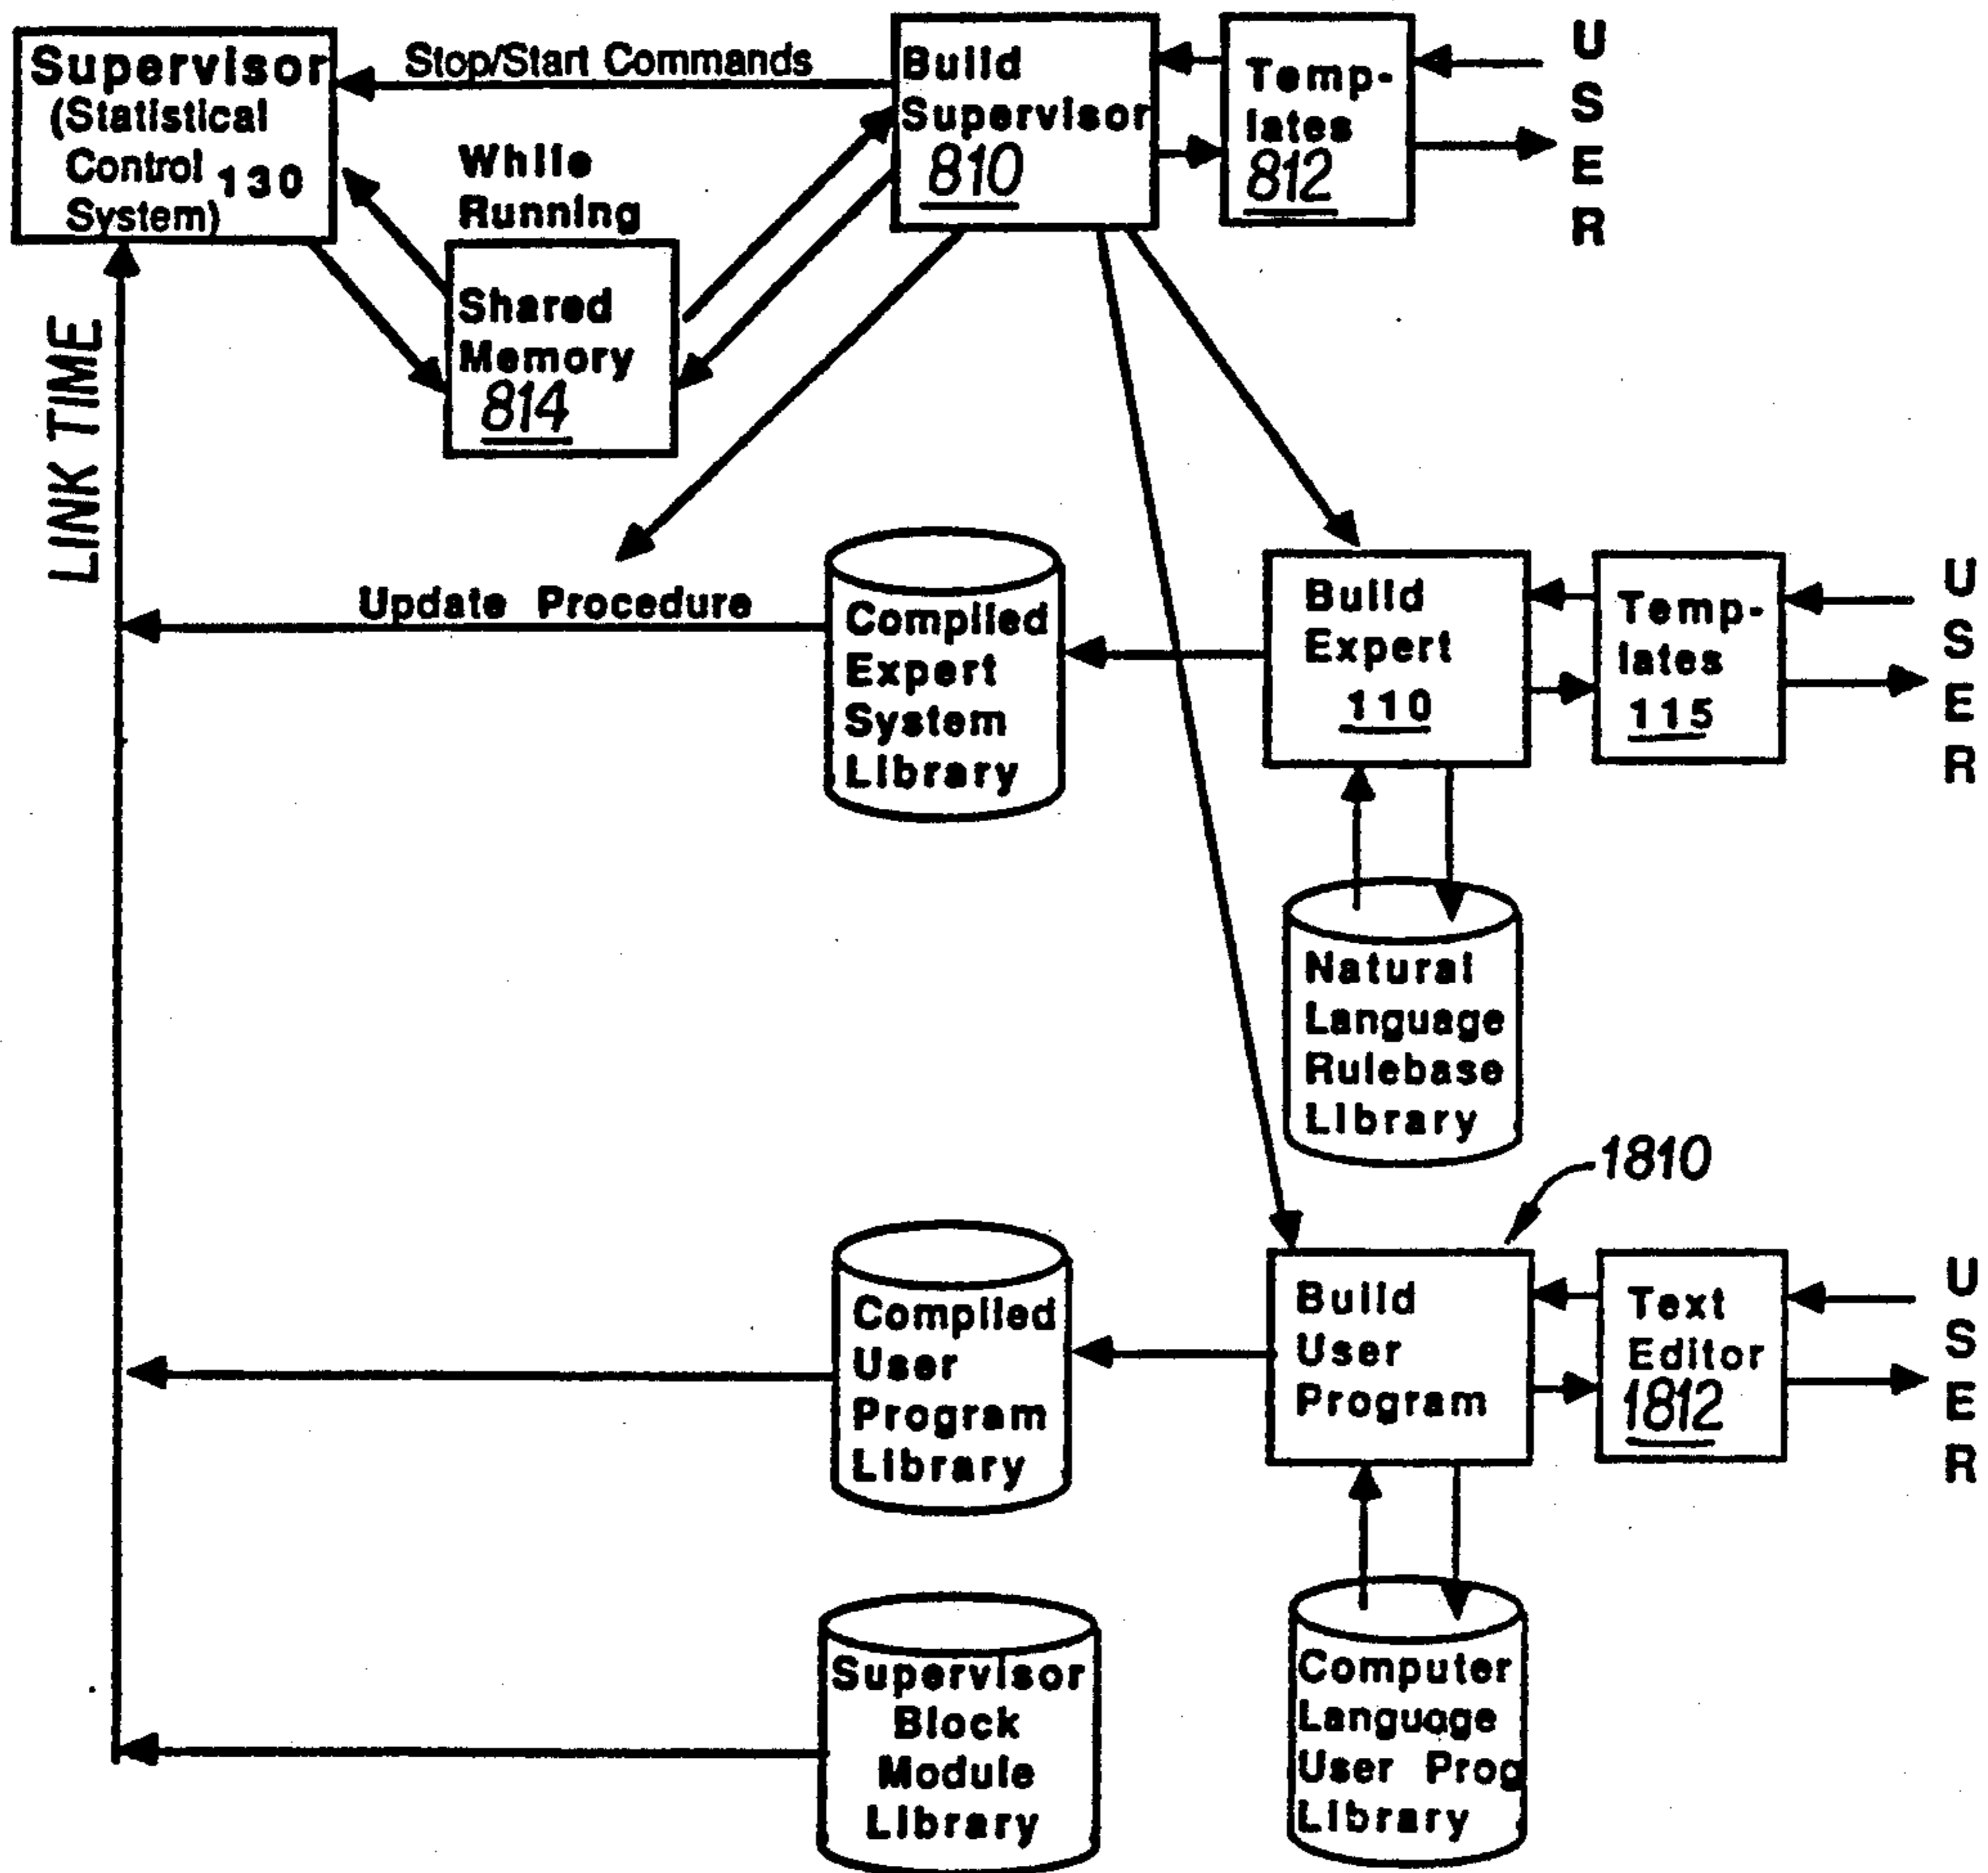 Supervisor
(Statistical
Control 130
System)
Stop/Start Commands
While
Running
Build
Supervisor
810
Temp-
lates
812
U
S
E
R
Shared
Memory
814
LINK TIME
Update Procedure
Compiled
Expert
System
Library
Build
Expert
110
Temp-
lates
115
U
S
E
R
Natural
Language
Rulebase
Library
1810
Compiled
User
Program
Library
Build
User
Program
Text
Editor
1812
U
S
E
R
Supervisor
Block
Module
Library
Computer
Language
User Prog
Library